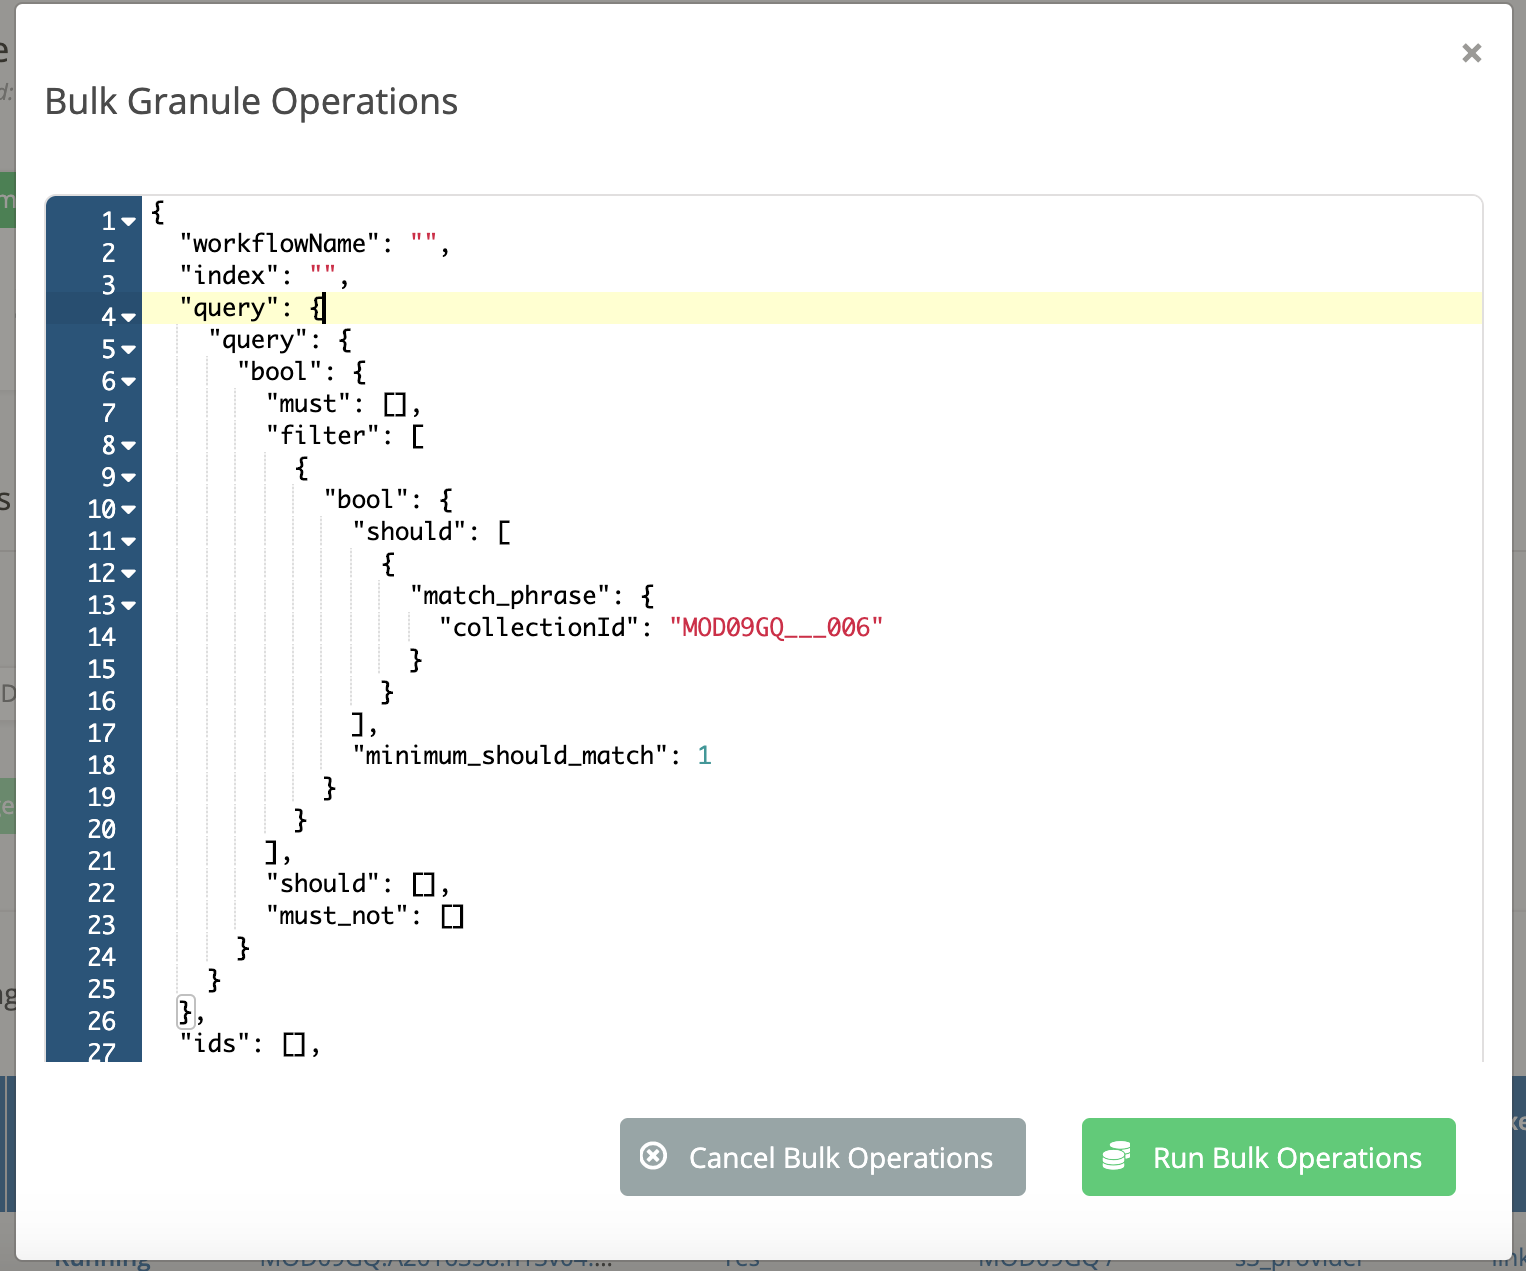 Bulk Granule Operations
1 {
2 "workflowName": "",
3 "index": "",
4 "query": {
5 "query": {
6 "bool": {
7 "must": [],
8 "filter": [
9 {
10 "bool": {
11 "should": [
12 {
13 "match_phrase": {
14 "collectionId": "MOD09GQ___006"
15 }
16 }
17 ],
18 "minimum_should_match": 1
19 }
20 }
21 ],
22 "should": [],
23 "must_not": []
24 }
25 }
26 },
27 "ids": [],
Cancel Bulk Operations
Run Bulk Operations